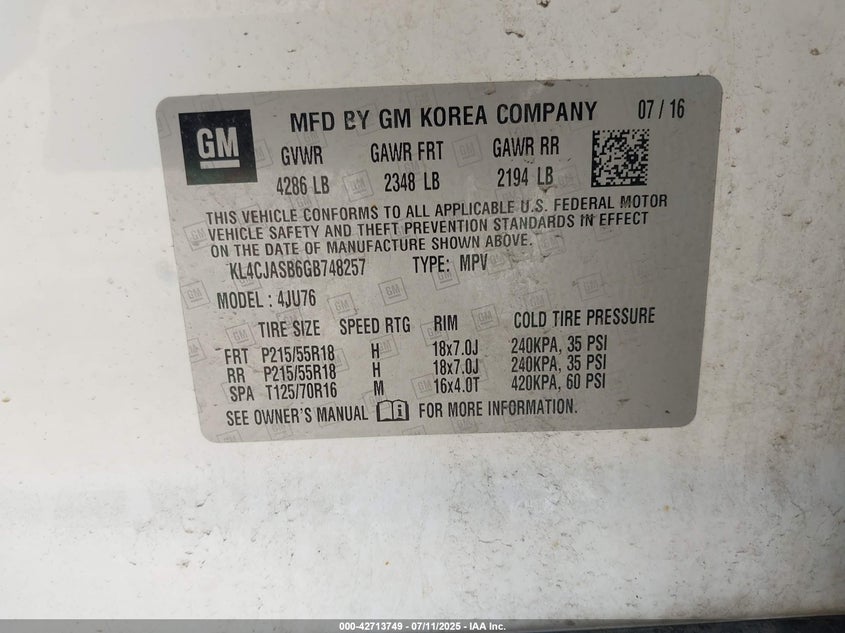 GM
MFD BY GM KOREA COMPANY 07 / 16
GVWR GAWR FRT GAWR RR
4286 LB 2348 LB 2194 LB
THIS VEHICLE CONFORMS TO ALL APPLICABLE U.S. FEDERAL MOTOR
VEHICLE SAFETY AND THEFT PREVENTION STANDARDS IN EFFECT
ON THE DATE OF MANUFACTURE SHOWN ABOVE.
KL4CJASB6GB748257 TYPE: MPV
MODEL : 4JU76
TIRE SIZE SPEED RTG RIM COLD TIRE PRESSURE
FRT P215/55R18 H 18x7.0J 240KPA, 35 PSI
RR P215/55R18 H 18x7.0J 240KPA, 35 PSI
SPA T125/70R16 M 16x4.0T 420KPA, 60 PSI
SEE OWNER'S MANUAL FOR MORE INFORMATION.
000-42713749 - 07/11/2025 - IAA Inc.